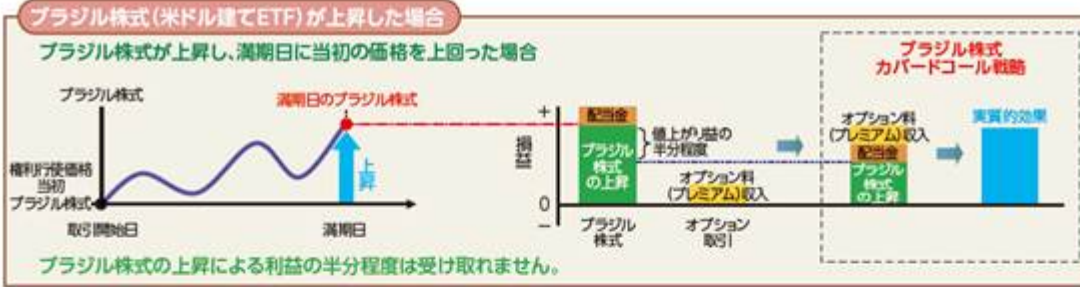 ブラジル株式(米ドル建てETF)が上昇した場合
ブラジル株式が上昇し、満期日に当初の価格を上回った場合
ブラジル株式
満期日のブラジル株式
権利行使価格
当初
ブラジル株式
取引開始日
上昇
満期日
損益
+
0
−
配当金
ブラジル
株式
の上昇
値上がり益の
半分程度
オプション料
(プレミアム)収入
ブラジル
株式
オプション
取引
ブラジル株式
カバードコール戦略
オプション料
(プレミアム)収入
配当金
ブラジル
株式
の上昇
実質的効果
ブラジル株式の上昇による利益の半分程度は受け取れません。